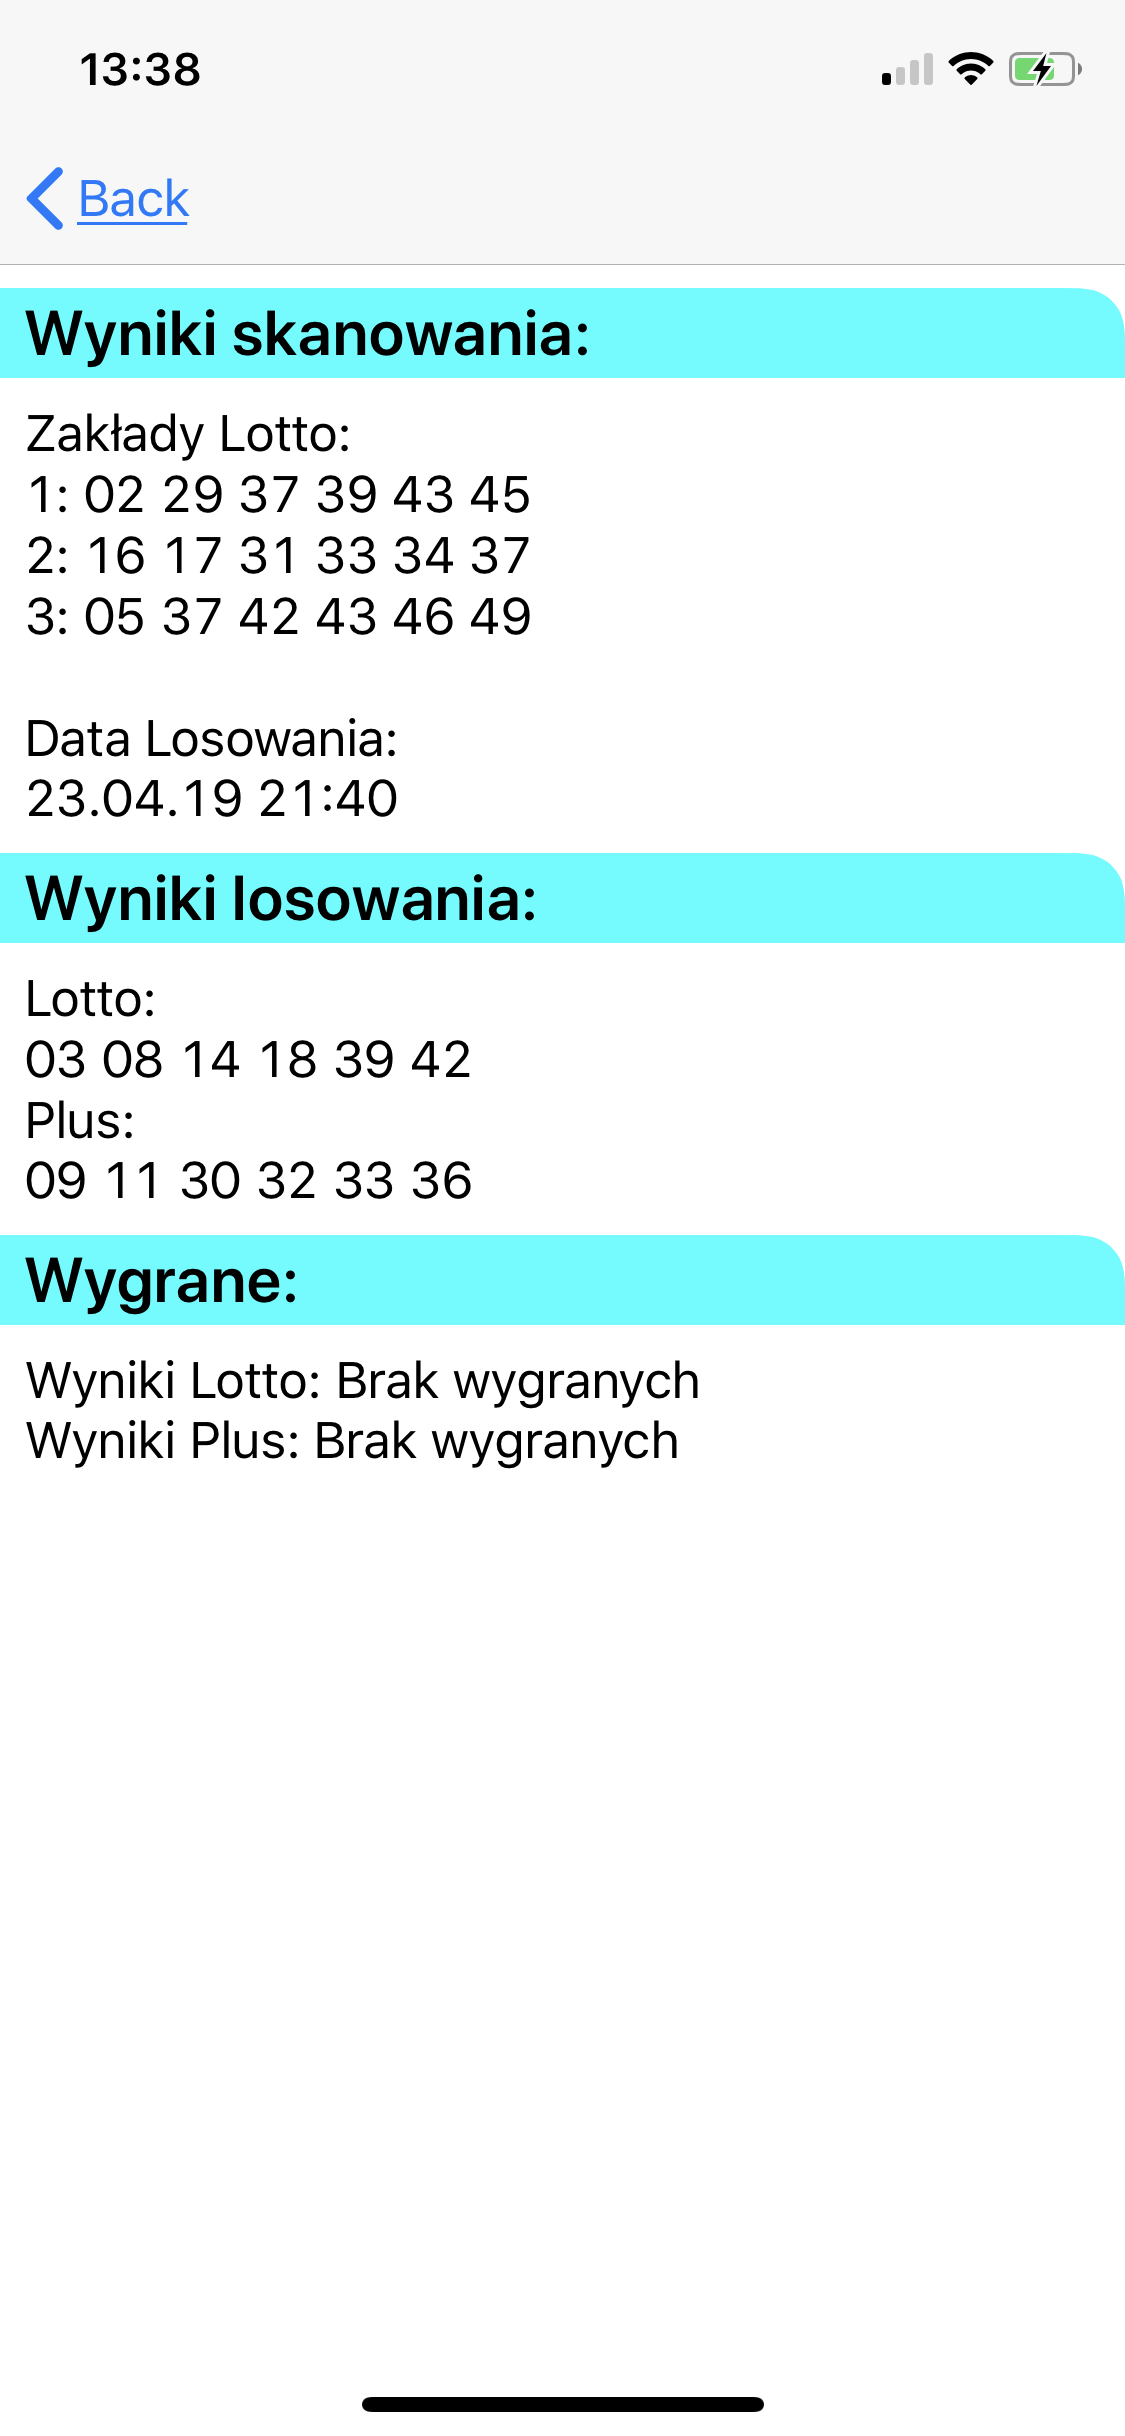 13:38
Back
Wyniki skanowania:
Zakłady Lotto:
1: 02 29 37 39 43 45
2: 16 17 31 33 34 37
3: 05 37 42 43 46 49
Data Losowania:
23.04.19 21:40
Wyniki losowania:
Lotto:
03 08 14 18 39 42
Plus:
09 11 30 32 33 36
Wygrane:
Wyniki Lotto: Brak wygranych
Wyniki Plus: Brak wygranych